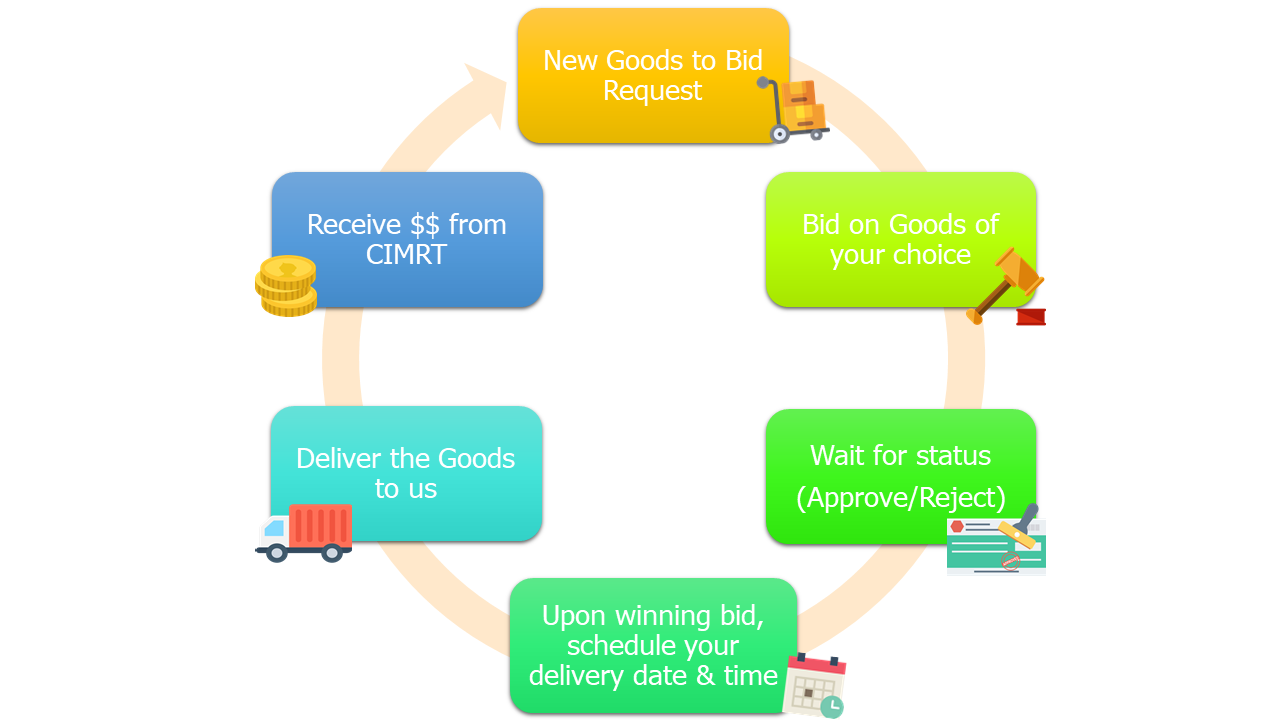 New Goods to Bid
Request
Bid on Goods of
your choice
Wait for status
(Approve/Reject)
Upon winning bid,
schedule your
delivery date & time
Deliver the Goods
to us
Receive $$ from
CIMRT